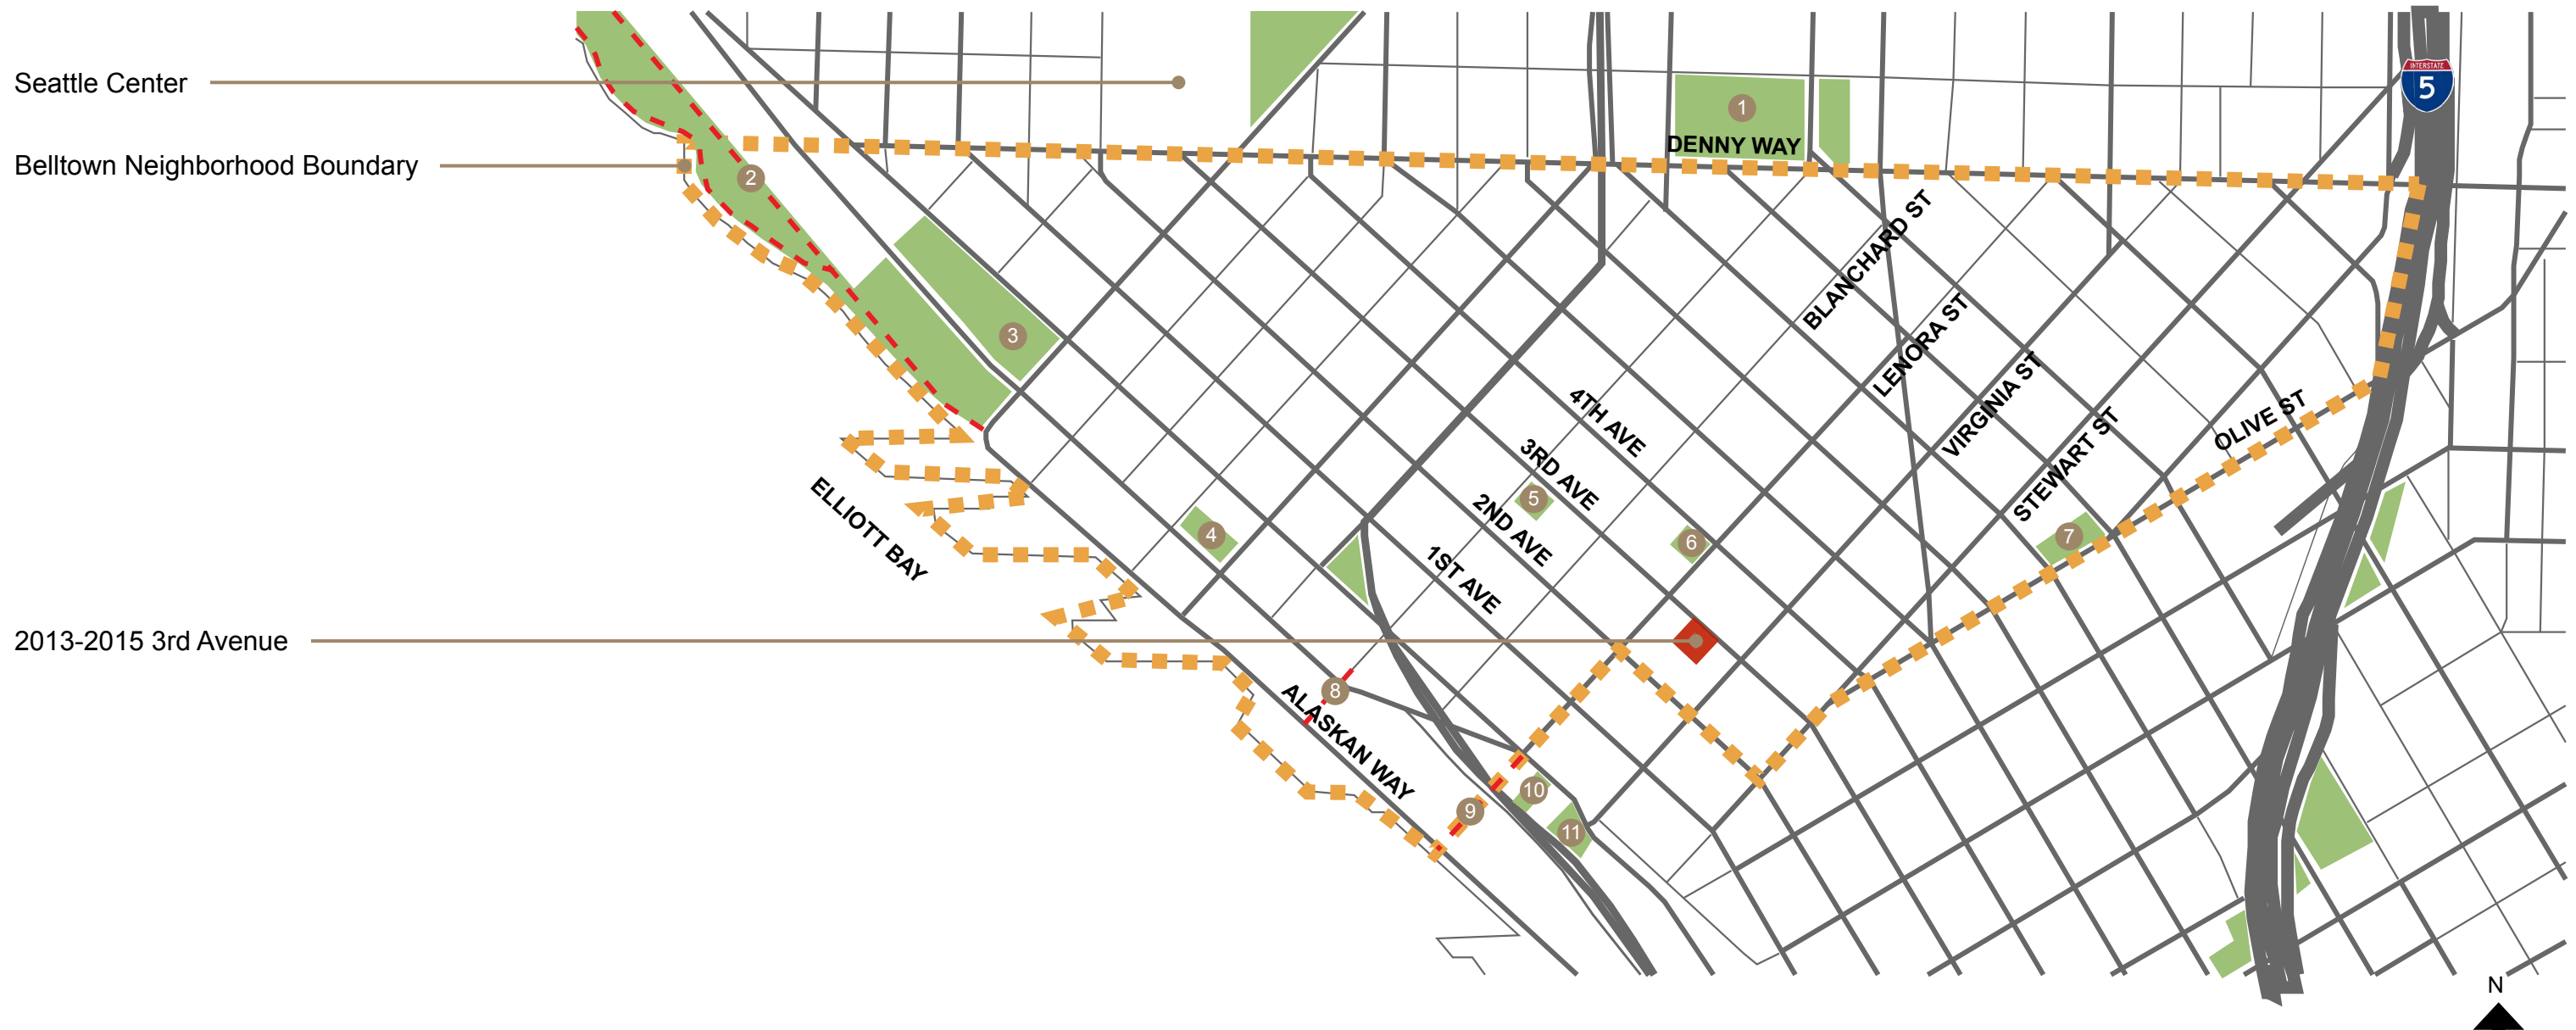 Seattle Center
INTERSTATE
5
1
DENNY WAY
Belltown Neighborhood Boundary
2
BLANCHARD ST
3
LENORA ST
VIRGINIA ST
4TH AVE
STEWART ST
OLIVE ST
3RD AVE
5
2ND AVE
ELLIOTT BAY
4
6
7
1ST AVE
2013-2015 3rd Avenue
8
ALASKAN WAY
10
9
11
N